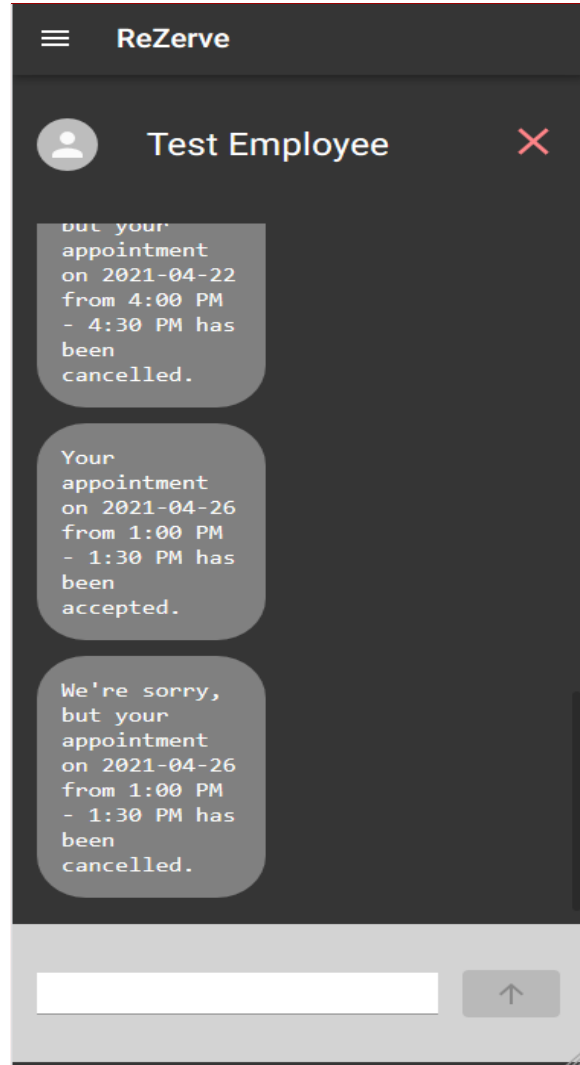 ReZerve
Test Employee
but your
appointment
on 2021-04-22
from 4:00 PM
- 4:30 PM has
been
cancelled.
Your
appointment
on 2021-04-26
from 1:00 PM
- 1:30 PM has
been
accepted.
We're sorry,
but your
appointment
on 2021-04-26
from 1:00 PM
- 1:30 PM has
been
cancelled.